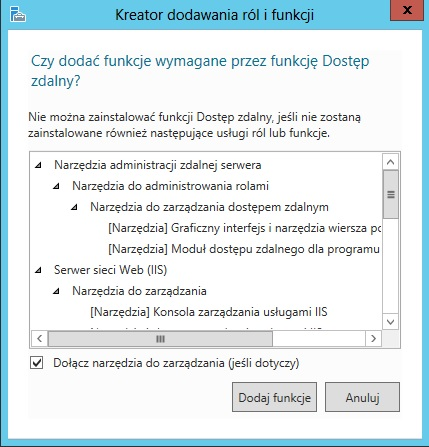 Kreator dodawania ról i funkcji
x
Czy dodać funkcje wymagane przez funkcję Dostęp
zdalny?
Nie można zainstalować funkcji Dostęp zdalny, jeśli nie zostaną
zainstalowane również następujące usługi ról lub funkcje.
Narzędzia administracji zdalnej serwera
Narzędzia do administrowania rolami
Narzędzia do zarządzania dostępem zdalnym
[Narzędzia] Graficzny interfejs i narzędzia wiersza
[Narzędzia] Moduł dostępu zdalnego dla programu
Serwer sieci Web (IIS)
Narzędzia do zarządzania
[Narzędzia] Konsola zarządzania usługami IIS
Dołącz narzędzia do zarządzania (jeśli dotyczy)
Dodaj funkcje
Anuluj